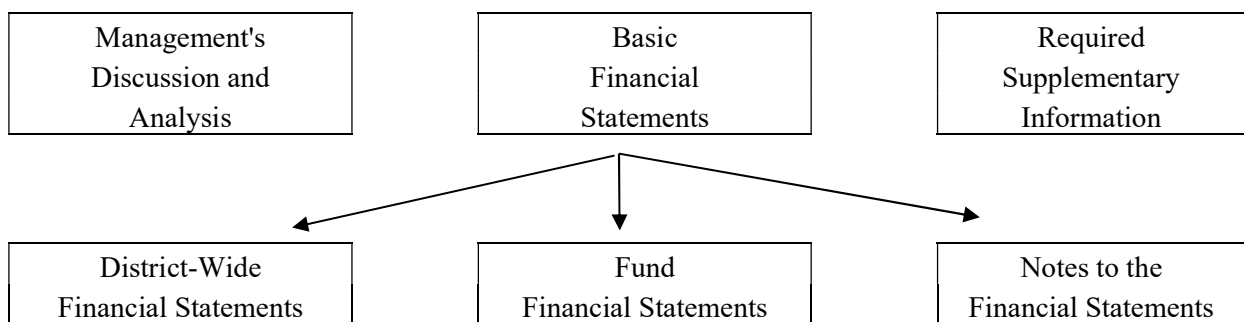 Management's
Discussion and
Analysis
Basic
Financial
Statements
Required
Supplementary
Information
District-Wide
Financial Statements
Fund
Financial Statements
Notes to the
Financial Statements